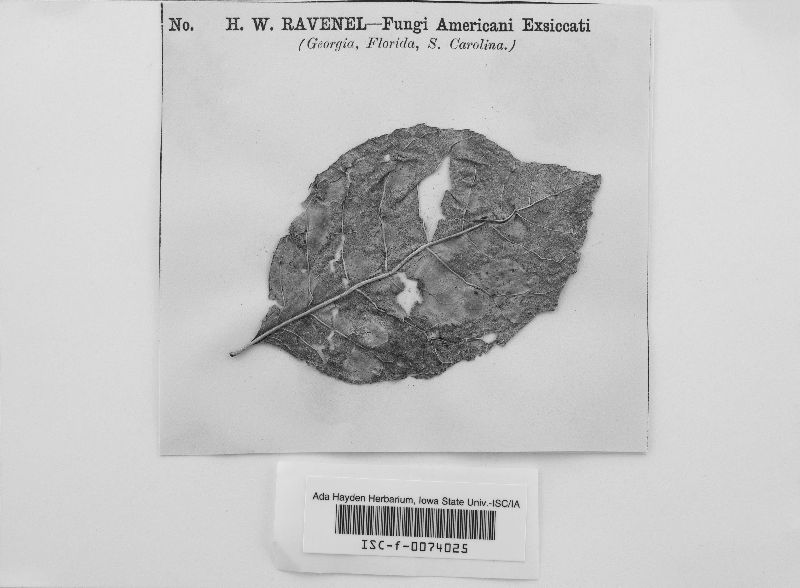 No. H. W. RAVENEL—Fungi Americani Exsiccati
(Georgia, Florida, S. Carolina.)
Ada Hayden Herbarium, Iowa State Univ.-ISC/IA
ISC-f-0074025